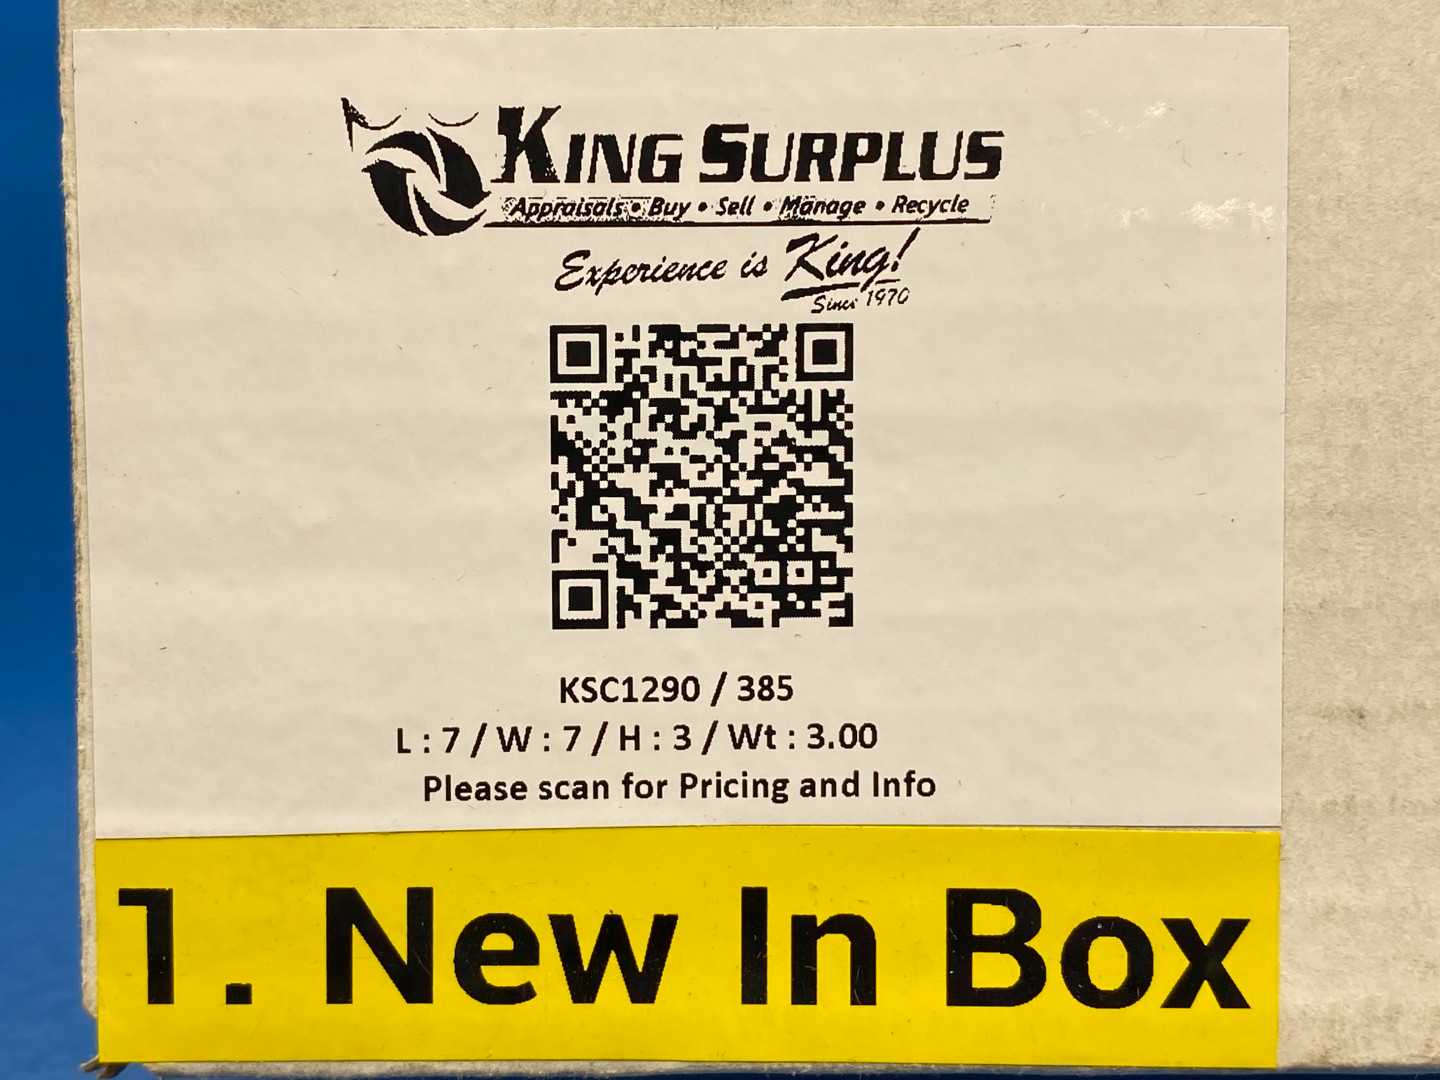 KING SURPLUS
Appraisals • Buy • Sell • Manage • Recycle
Experience is King!
Since 1970
KSC1290 / 385
L : 7 / W : 7 / H : 3 / Wt : 3.00
Please scan for Pricing and Info
1. New In Box